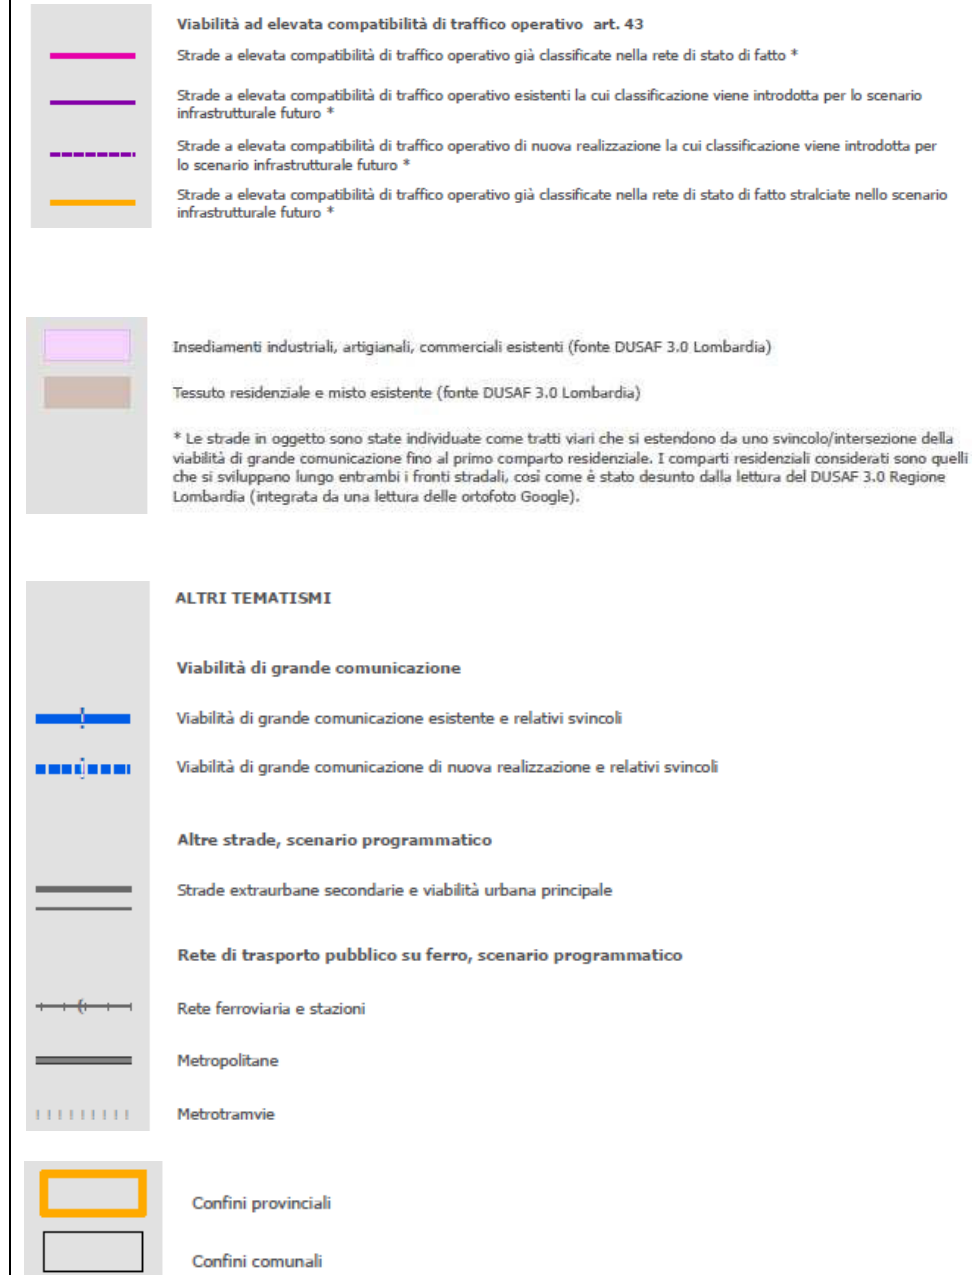 Viabilità ad elevata compatibilità di traffico operativo art. 43
Strade a elevata compatibilità di traffico operativo già classificate nella rete di stato di fatto *
Strade a elevata compatibilità di traffico operativo esistenti la cui classificazione viene introdotta per lo scenario
infrastrutturale futuro *
Strade a elevata compatibilità di traffico operativo di nuova realizzazione la cui classificazione viene introdotta per
lo scenario infrastrutturale futuro *
Strade a elevata compatibilità di traffico operativo già classificate nella rete di stato di fatto stralciate nello scenario
infrastrutturale futuro *
Insediamenti industriali, artigianali, commerciali esistenti (fonte DUSAF 3.0 Lombardia)
Tessuto residenziale e misto esistente (fonte DUSAF 3.0 Lombardia)
* Le strade in oggetto sono state individuate come tratti viari che si estendono da uno svincolo/intersezione della
viabilità di grande comunicazione fino al primo comparto residenziale. I comparti residenziali considerati sono quelli
che si sviluppano lungo entrambi i fronti stradali, così come è stato desunto dalla lettura del DUSAF 3.0 Regione
Lombardia (integrata da una lettura delle ortofoto Google).
ALTRI TEMATISMI
Viabilità di grande comunicazione
Viabilità di grande comunicazione esistente e relativi svincoli
Viabilità di grande comunicazione di nuova realizzazione e relativi svincoli
Altre strade, scenario programmatico
Strade extraurbane secondarie e viabilità urbana principale
Rete di trasporto pubblico su ferro, scenario programmatico
Rete ferroviaria e stazioni
Metropolitane
Metrotramvie
Confini provinciali
Confini comunali